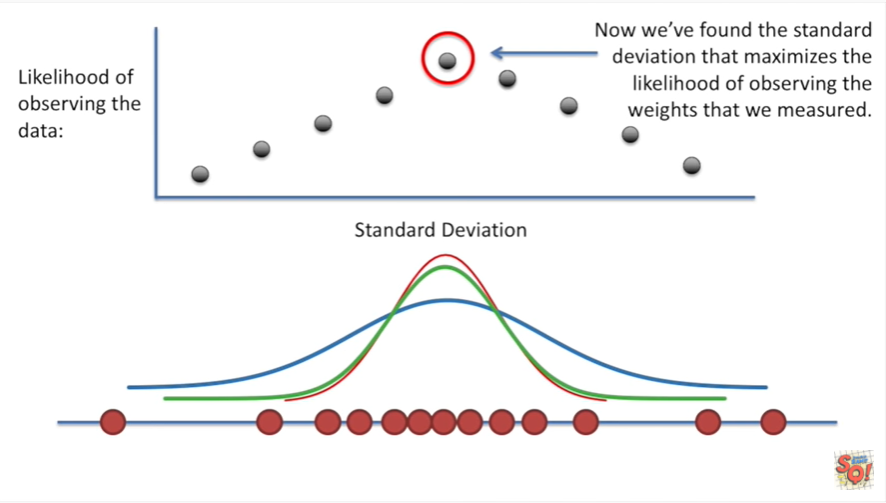 Now we've found the standard
deviation that maximizes the
likelihood of observing the
weights that we measured.
Likelihood of
observing the
data:
Standard Deviation
SQ!